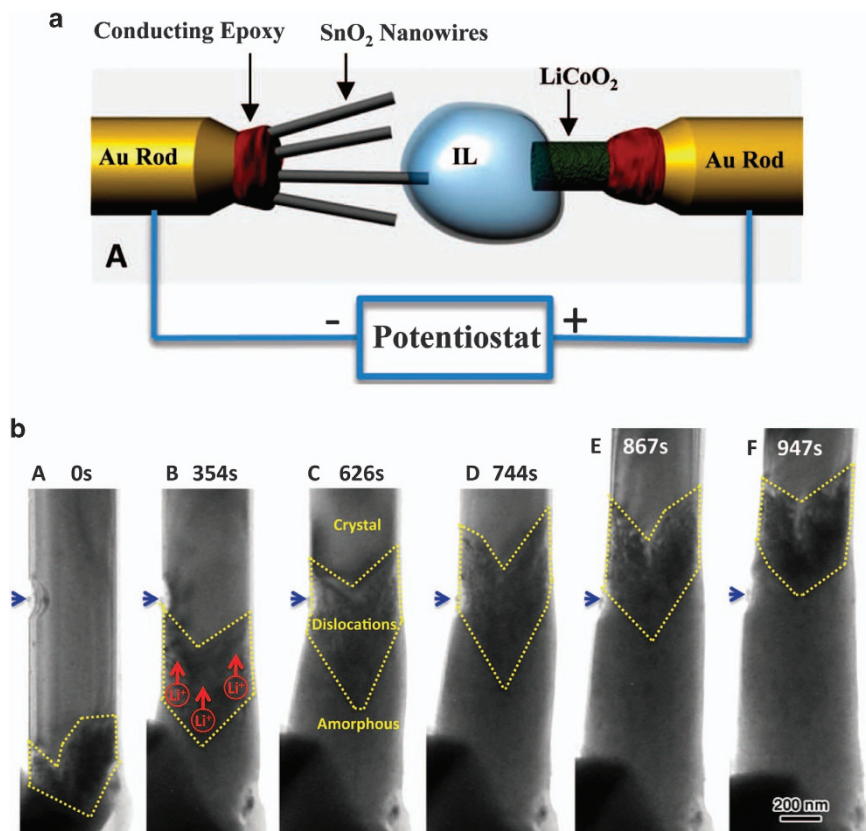 a
Conducting Epoxy
SnO₂ Nanowires
LiCoO₂
Au Rod
IL
Au Rod
A
-
Potentiostat
+
b
A 0s
B 354s
C 626s
D 744s
E 867s
F 947s
Crystal
Dislocations
Li⁺
Li⁺
Li⁺
Amorphous
200 nm